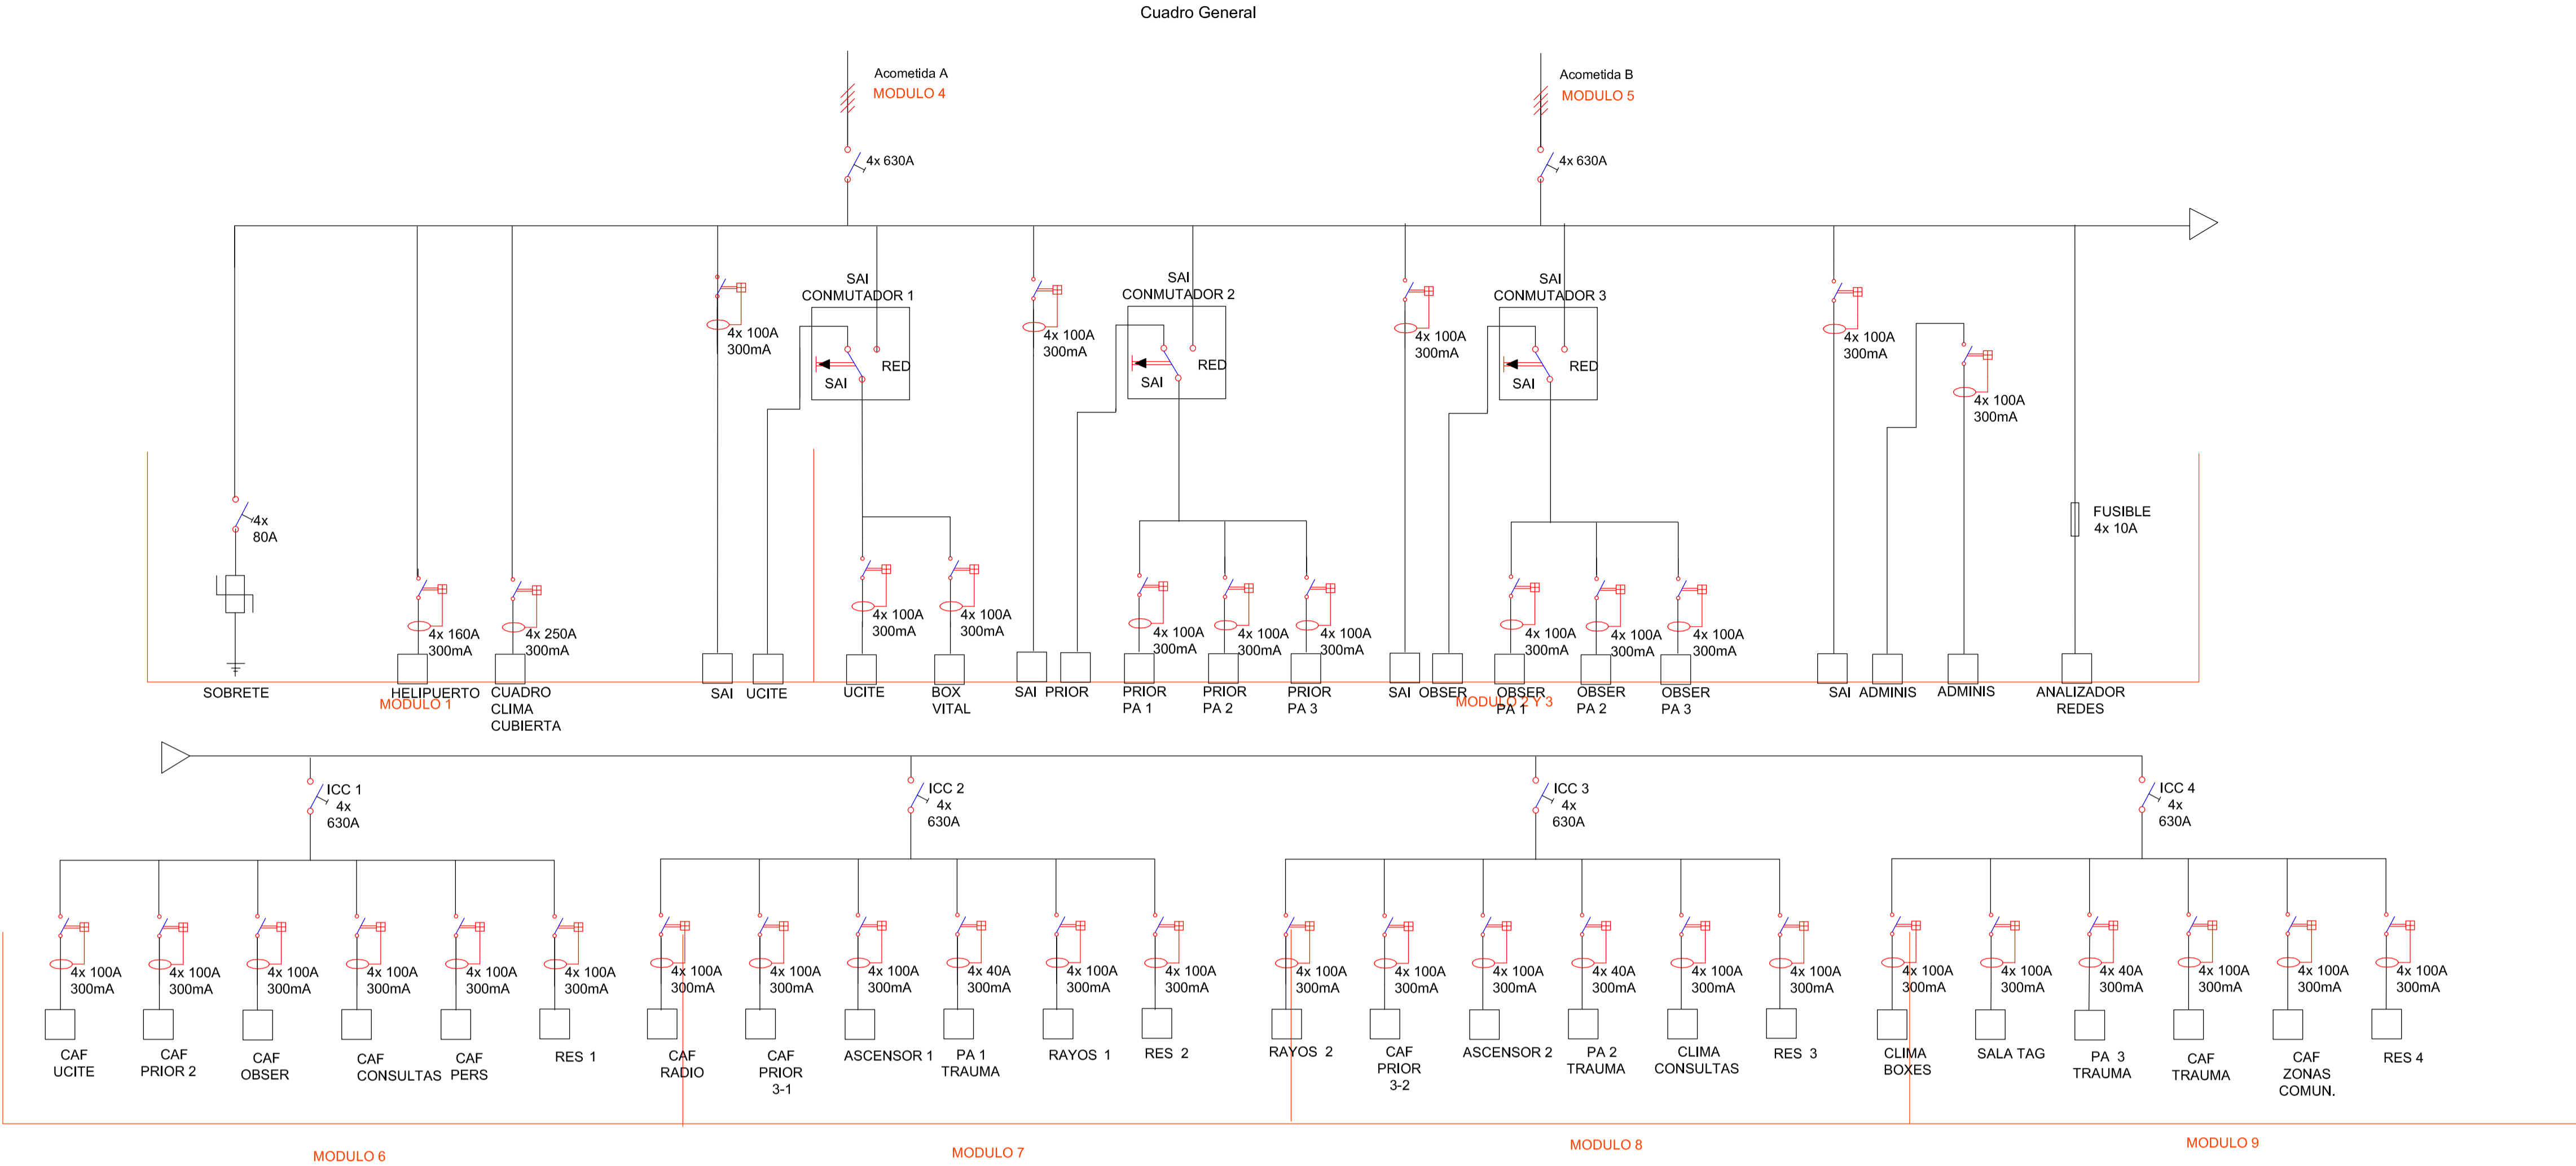 Cuadro General
Acometida A
MODULO 4
Acometida B
MODULO 5
4x 630A
4x 630A
SAI
CONMUTADOR 1
SAI
CONMUTADOR 2
SAI
CONMUTADOR 3
4x 100A
300mA
RED
SAI
4x 100A
300mA
RED
SAI
4x 100A
300mA
RED
SAI
4x 100A
300mA
4x 100A
300mA
4x
80A
FUSIBLE
4x 10A
4x 160A
300mA
4x 250A
300mA
4x 100A
300mA
4x 100A
300mA
4x 100A
300mA
4x 100A
300mA
4x 100A
300mA
4x 100A
300mA
4x 100A
300mA
4x 100A
300mA
SOBRETE
HELIPUERTO
CUADRO
CLIMA
CUBIERTA
SAI
UCITE
UCITE
BOX
VITAL
SAI
PRIOR
PRIOR
PA 1
PRIOR
PA 2
PRIOR
PA 3
SAI
OBSER
OBSER
PA 1
OBSER
PA 2
OBSER
PA 3
SAI
ADMINIS
ADMINIS
ANALIZADOR
REDES
MODULO 1
MODULO 2 Y 3
ICC 1
4x
630A
ICC 2
4x
630A
ICC 3
4x
630A
ICC 4
4x
630A
4x 100A
300mA
4x 100A
300mA
4x 100A
300mA
4x 100A
300mA
4x 100A
300mA
4x 100A
300mA
4x 100A
300mA
4x 100A
300mA
4x 100A
300mA
4x 40A
300mA
4x 100A
300mA
4x 100A
300mA
4x 100A
300mA
4x 100A
300mA
4x 100A
300mA
4x 40A
300mA
4x 100A
300mA
4x 100A
300mA
4x 100A
300mA
4x 100A
300mA
4x 40A
300mA
4x 100A
300mA
4x 100A
300mA
4x 100A
300mA
CAF
UCITE
CAF
PRIOR 2
CAF
OBSER
CAF
CONSULTAS
CAF
PERS
RES 1
CAF
RADIO
CAF
PRIOR
3-1
ASCENSOR 1
PA 1
TRAUMA
RAYOS 1
RES 2
RAYOS 2
CAF
PRIOR
3-2
ASCENSOR 2
PA 2
TRAUMA
CLIMA
CONSULTAS
RES 3
CLIMA
BOXES
SALA TAG
PA 3
TRAUMA
CAF
TRAUMA
CAF
ZONAS
COMUN.
RES 4
MODULO 6
MODULO 7
MODULO 8
MODULO 9